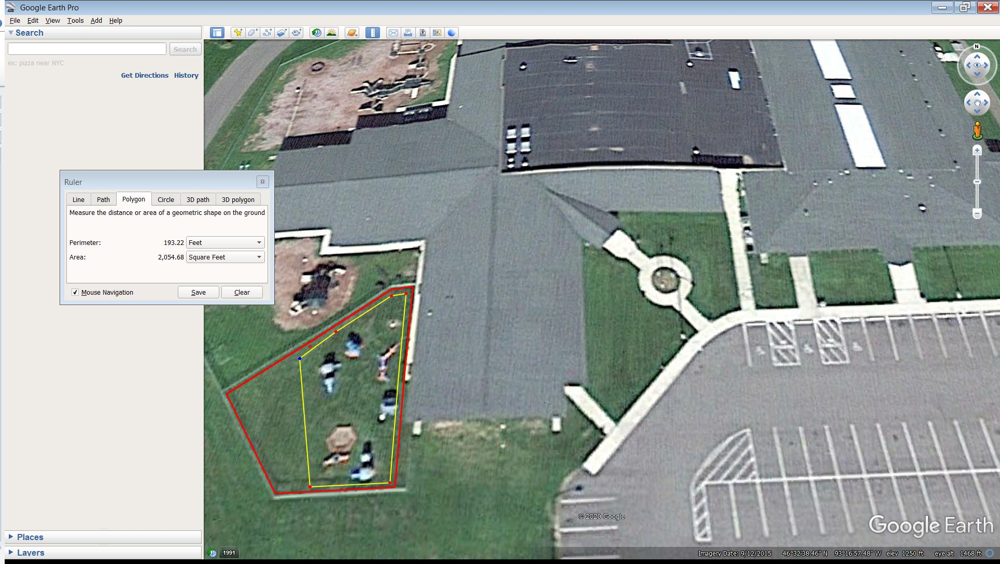 Google Earth Pro
File Edit View Tools Add Help
Search
Search
ex: pizza near NYC
Get Directions History
N
Ruler
Line Path Polygon Circle 3D path 3D polygon
Measure the distance or area of a geometric shape on the ground
Perimeter: 193.22 Feet
Area: 2,054.68 Square Feet
Mouse Navigation Save Clear
© 2020 Google
Google Earth
Places
Layers
1991
Imagery Date: 9/12/2015 46°32'38.46" N 93°16'57.48" W elev 1250 ft eye alt 1468 ft